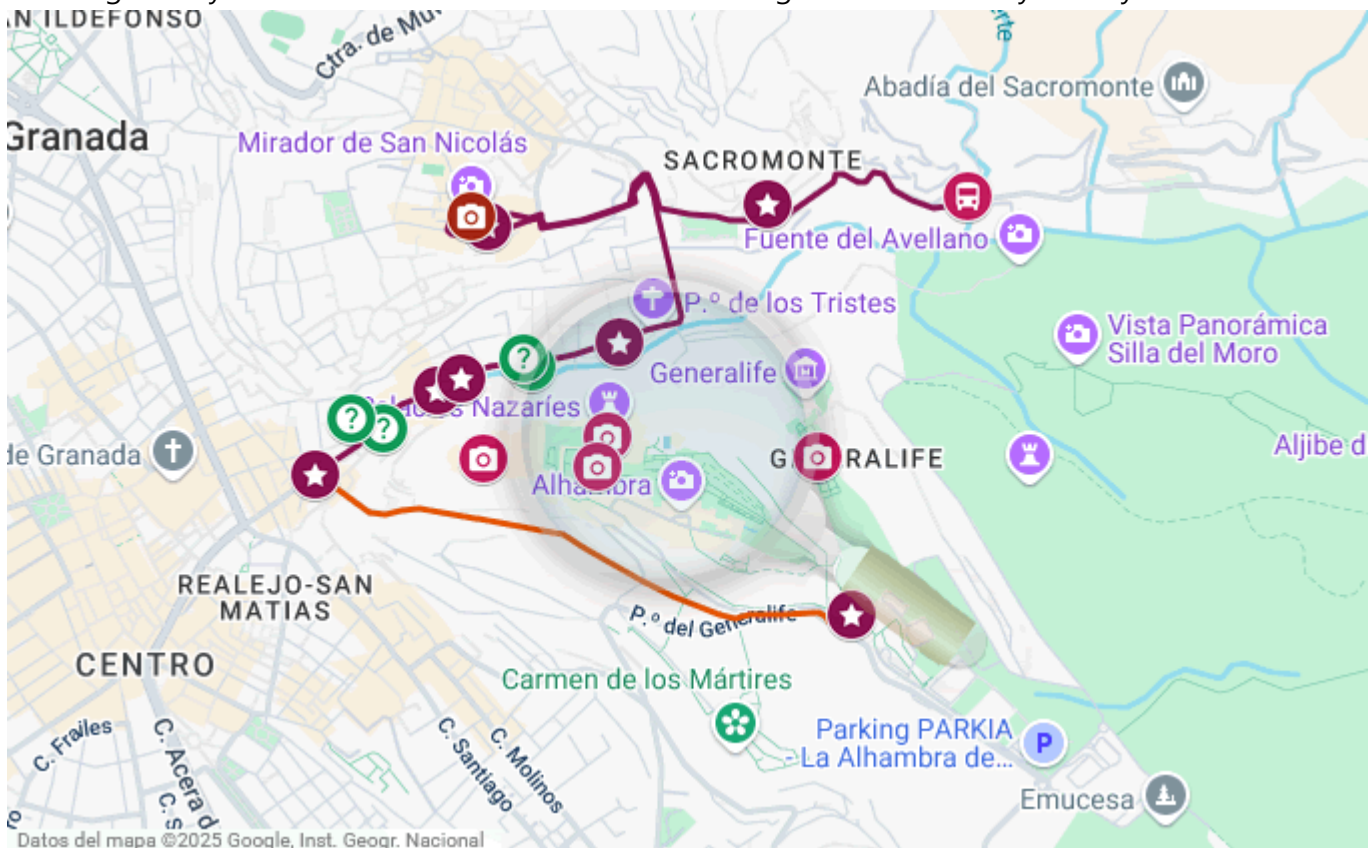 N ILDEFONSO
Ctra. de Mu
Abadía del Sacromonte
Granada
Mirador de San Nicolás
SACROMONTE
Fuente del Avellano
P.º de los Tristes
Vista Panorámica
Silla del Moro
Generalife
Nazaríes
de Granada
Aljibe d
Alhambra
REALEJO-SAN
MATIAS
P.º del Generalife
CENTRO
Carmen de los Mártires
C. Frailes
C. Acera d
C. S
C. Santiago
C. Molinos
Parking PARKIA
- La Alhambra de...
P
Emucesa
Datos del mapa ©2025 Google, Inst. Geogr. Nacional